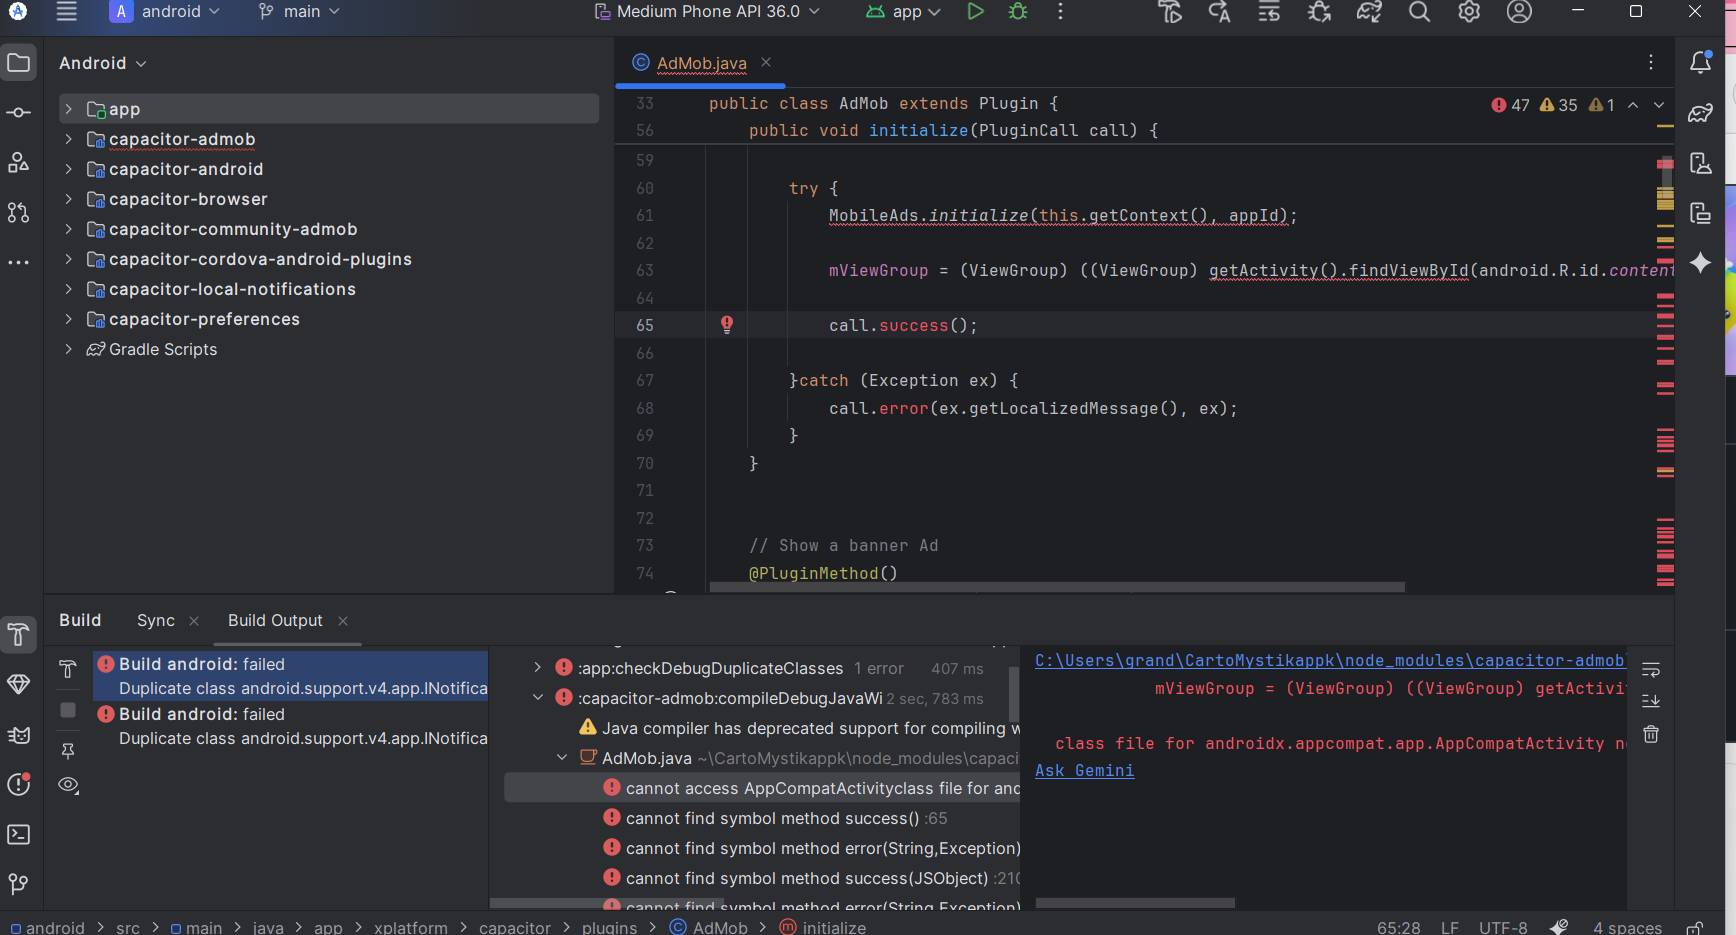 A android main Medium Phone API 36.0 app
Android
app
capacitor-admob
capacitor-android
capacitor-browser
capacitor-community-admob
capacitor-cordova-android-plugins
capacitor-local-notifications
capacitor-preferences
Gradle Scripts
AdMob.java
47 35 1
33 public class AdMob extends Plugin {
56 public void initialize(PluginCall call) {
59
60 try {
61 MobileAds.initialize(this.getContext(), appId);
62
63 mViewGroup = (ViewGroup) ((ViewGroup) getActivity().findViewById(android.R.id.content
64
65 call.success();
66
67 }catch (Exception ex) {
68 call.error(ex.getLocalizedMessage(), ex);
69 }
70 }
71
72
73 // Show a banner Ad
74 @PluginMethod()
Build Sync Build Output
Build android: failed
Duplicate class android.support.v4.app.INotifica
Build android: failed
Duplicate class android.support.v4.app.INotifica
:app:checkDebugDuplicateClasses 1 error 407 ms
:capacitor-admob:compileDebugJavaWi 2 sec, 783 ms
Java compiler has deprecated support for compiling w
AdMob.java ~\CartoMystikappk\node_modules\capaci
cannot access AppCompatActivityclass file for and
cannot find symbol method success() :65
cannot find symbol method error(String,Exception)
cannot find symbol method success(JSObject) :210
cannot find symbol method error(String,Exception)
C:\Users\grand\CartoMystikappk\node_modules\capacitor-admob
mViewGroup = (ViewGroup) ((ViewGroup) getActivi
class file for androidx.appcompat.app.AppCompatActivity n
Ask Gemini
android > src > main > java > app > xplatform > capacitor > plugins > AdMob > initialize
65:28 LF UTF-8 4 spaces